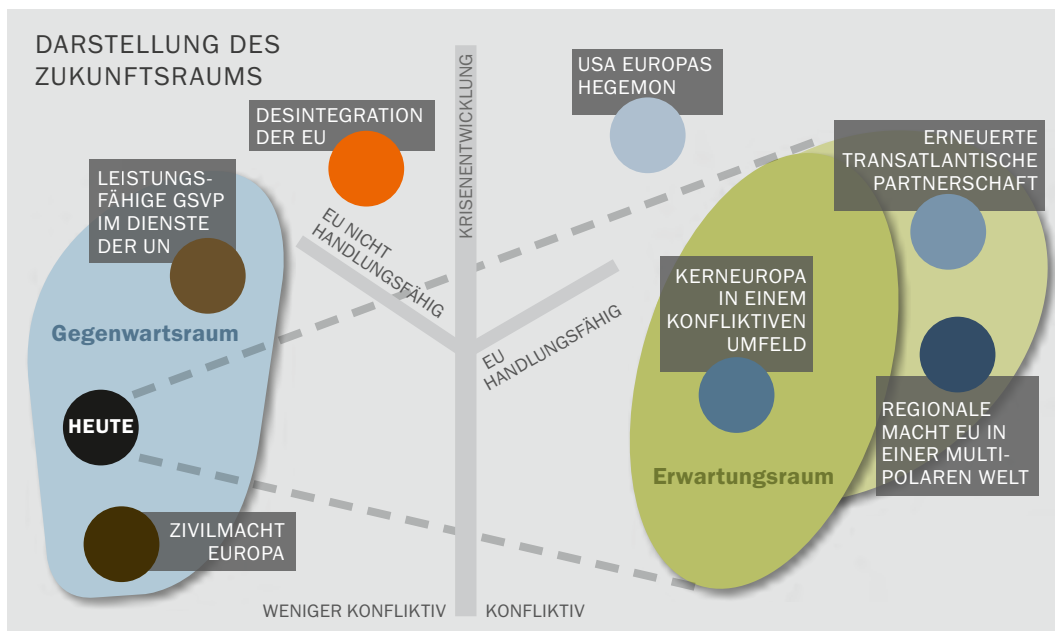 DARSTELLUNG DES
ZUKUNFTSRAUMS
DESINTEGRATION
DER EU
USA EUROPAS
HEGEMON
LEISTUNGS-
FÄHIGE GSVP
IM DIENSTE
DER UN
ERNEUERTE
TRANSATLANTISCHE
PARTNERSCHAFT
KRISENENTWICKLUNG
EU NICHT
HANDLUNGSFÄHIG
EU
HANDLUNGSFÄHIG
Gegenwartsraum
KERNEUROPA
IN EINEM
KONFLIKTIVEN
UMFELD
HEUTE
REGIONALE
MACHT EU IN
EINER MULTI-
POLAREN WELT
Erwartungsraum
ZIVILMACHT
EUROPA
WENIGER KONFLIKTIV
KONFLIKTIV